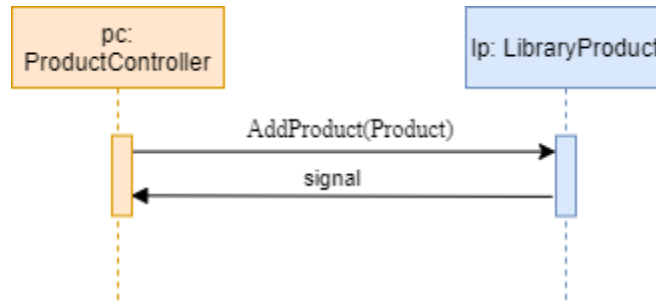 pc:
ProductController
lp: LibraryProduct
AddProduct(Product)
signal